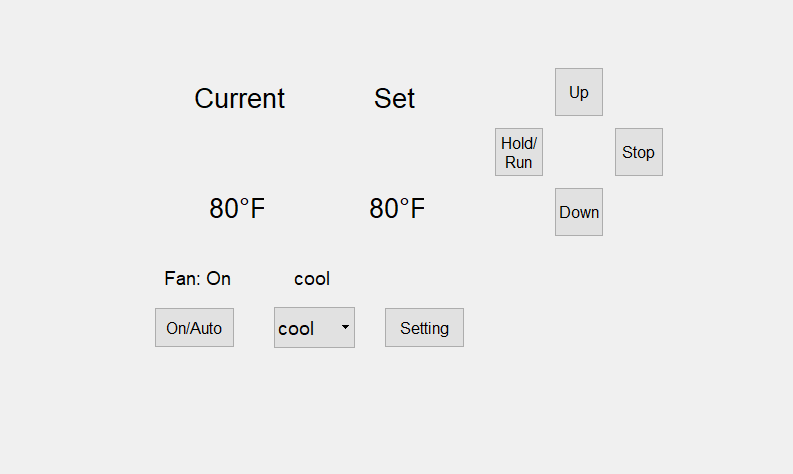 Current
Set
Up
Hold/
Run
Stop
80°F
80°F
Down
Fan: On
cool
On/Auto
cool
Setting